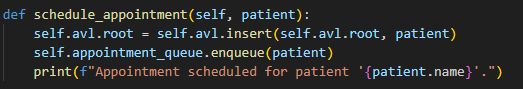 def schedule_appointment(self, patient):
    self.avl.root = self.avl.insert(self.avl.root, patient)
    self.appointment_queue.enqueue(patient)
    print(f"Appointment scheduled for patient '{patient.name}'.")